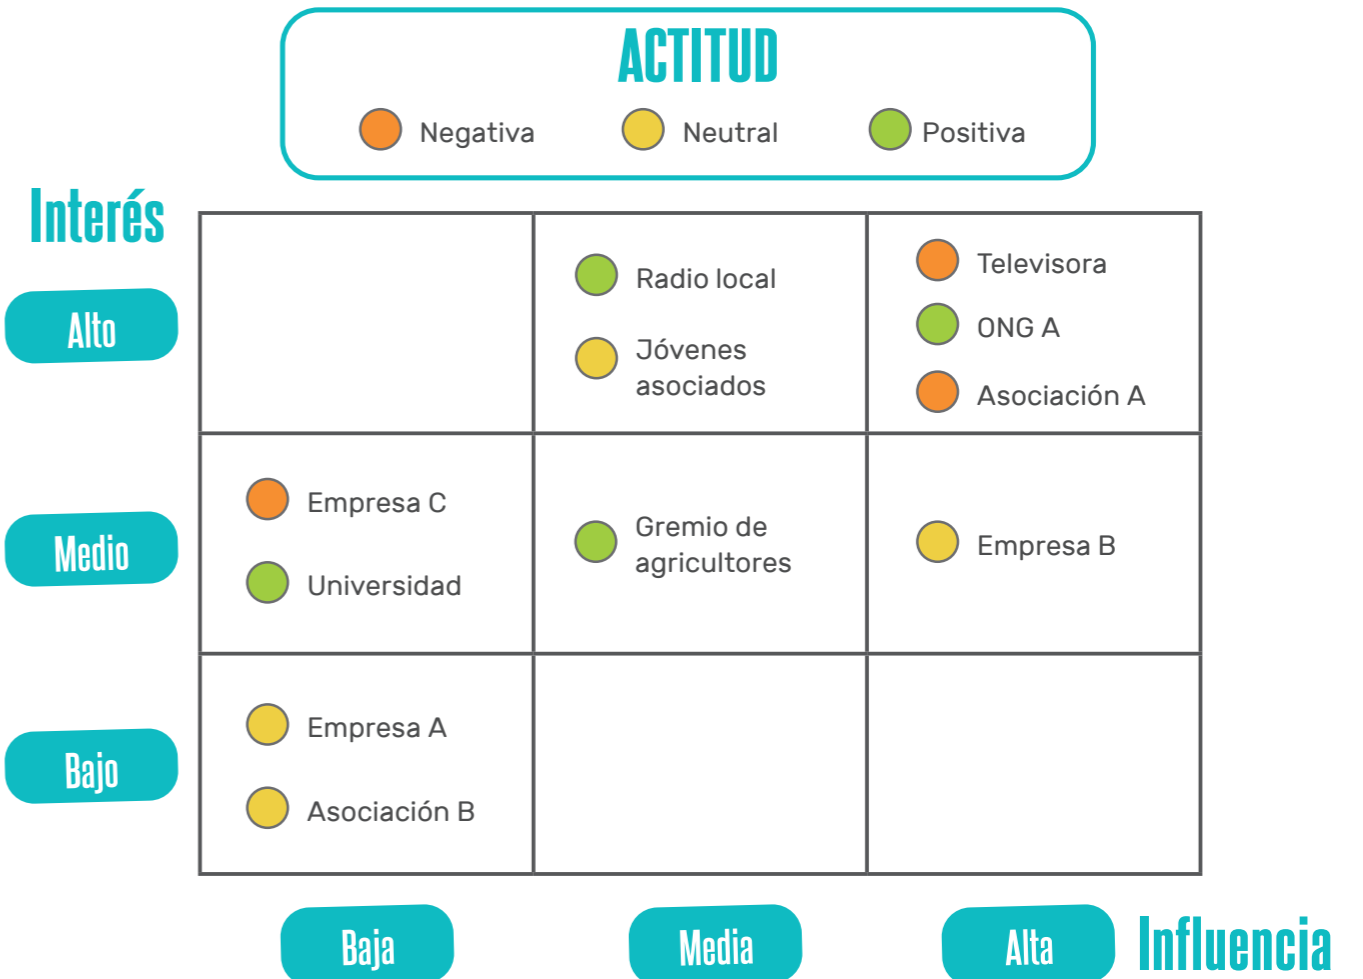 ACTITUD
Negativa
Neutral
Positiva
Interés
Alto
Radio local
Jóvenes
asociados
Televisora
ONG A
Asociación A
Medio
Empresa C
Universidad
Gremio de
agricultores
Empresa B
Bajo
Empresa A
Asociación B
Baja
Media
Alta
Influencia